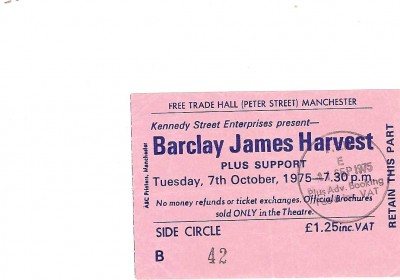 FREE TRADE HALL (PETER STREET) MANCHESTER
Kennedy Street Enterprises present—
Barclay James Harvest
PLUS SUPPORT
Tuesday, 7th October, 1975—7.30 p.m.
No money refunds or ticket exchanges. Official Brochures
sold ONLY in the Theatre.
SIDE CIRCLE £1.25 inc. VAT
B 42
RETAIN THIS PART
ABC Printers, Manchester
E
SEP 1975
Plus Adv. Booking
VAT